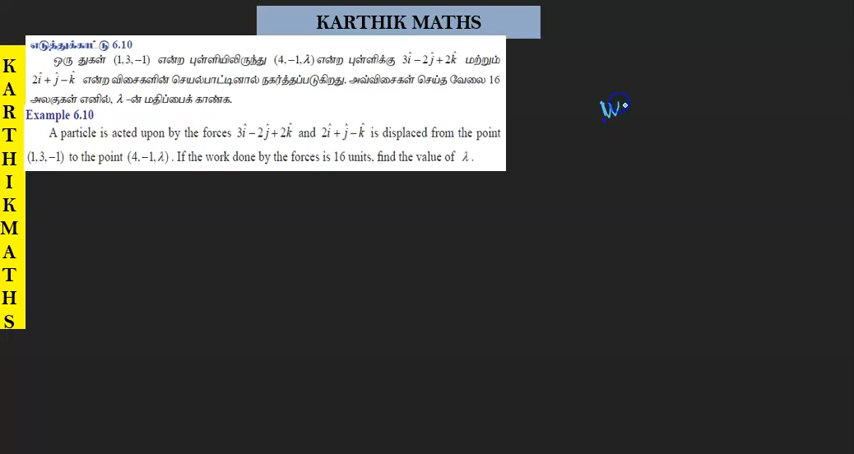 KARTHIK MATHS
எடுத்துக்காட்டு 6.10
ஒரு துகள் (1,3,−1) என்ற புள்ளியிலிருந்து (4,−1,λ) என்ற புள்ளிக்கு 3î−2ĵ+2k̂ மற்றும்
2î+ĵ−k̂ என்ற விசைகளின் செயல்பாட்டினால் நகர்த்தப்படுகிறது. அவ்விசைகள் செய்த வேலை 16
அலகுகள் எனில், λ -ன் மதிப்பைக் காண்க.
Example 6.10
A particle is acted upon by the forces 3î−2ĵ+2k̂ and 2î+ĵ−k̂ is displaced from the point
(1,3,−1) to the point (4,−1,λ). If the work done by the forces is 16 units, find the value of λ.
K
A
R
T
H
I
K
M
A
T
H
S
W